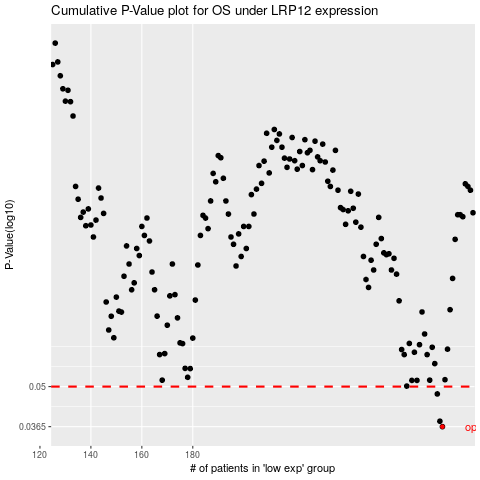 Cumulative P-Value plot for OS under LRP12 expression
P-Value(log10)
0.05
0.0365
op
120 140 160 180
# of patients in 'low exp' group